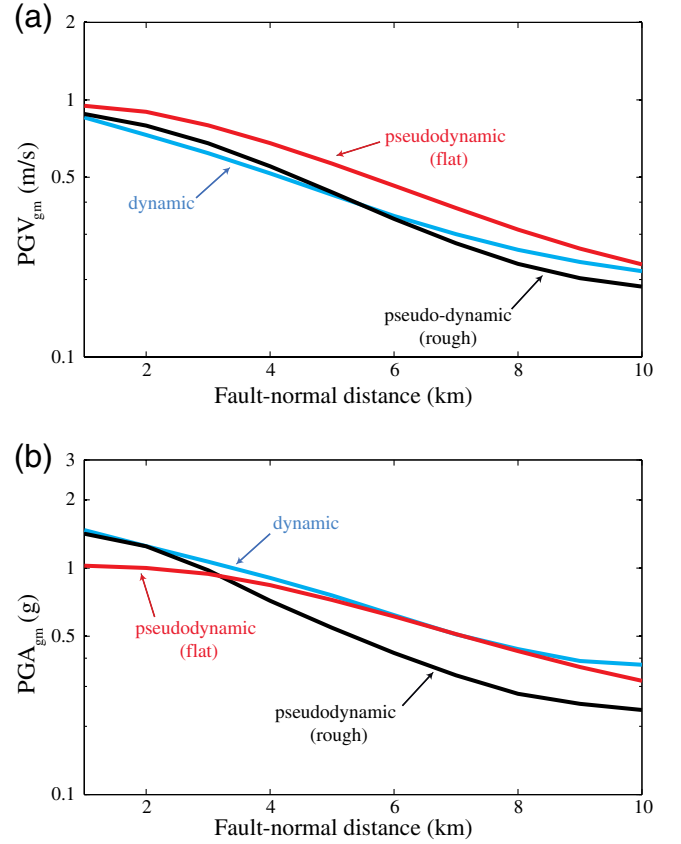 (a)
2
1
0.5
0.1
PGVgm (m/s)
pseudodynamic
(flat)
dynamic
pseudo-dynamic
(rough)
2
4
6
8
10
Fault-normal distance (km)
(b)
3
2
1
0.5
0.1
PGAgm (g)
dynamic
pseudodynamic
(flat)
pseudodynamic
(rough)
2
4
6
8
10
Fault-normal distance (km)